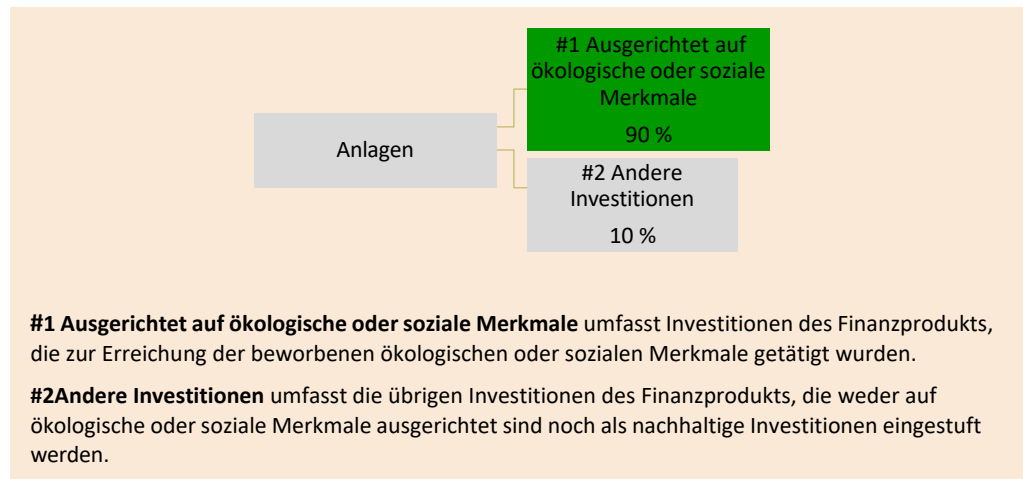 #1 Ausgerichtet auf
ökologische oder soziale
Merkmale
90 %
Anlagen
#2 Andere
Investitionen
10 %
#1 Ausgerichtet auf ökologische oder soziale Merkmale umfasst Investitionen des Finanzprodukts,
die zur Erreichung der beworbenen ökologischen oder sozialen Merkmale getätigt wurden.
#2Andere Investitionen umfasst die übrigen Investitionen des Finanzprodukts, die weder auf
ökologische oder soziale Merkmale ausgerichtet sind noch als nachhaltige Investitionen eingestuft
werden.